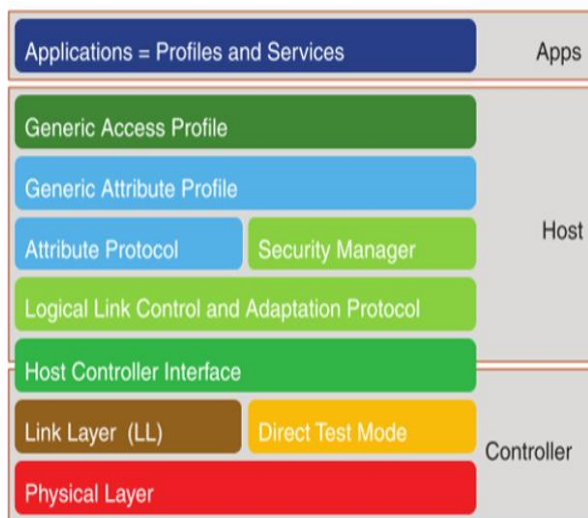 Applications = Profiles and Services
Apps
Generic Access Profile
Generic Attribute Profile
Attribute Protocol
Security Manager
Host
Logical Link Control and Adaptation Protocol
Host Controller Interface
Link Layer (LL)
Direct Test Mode
Controller
Physical Layer